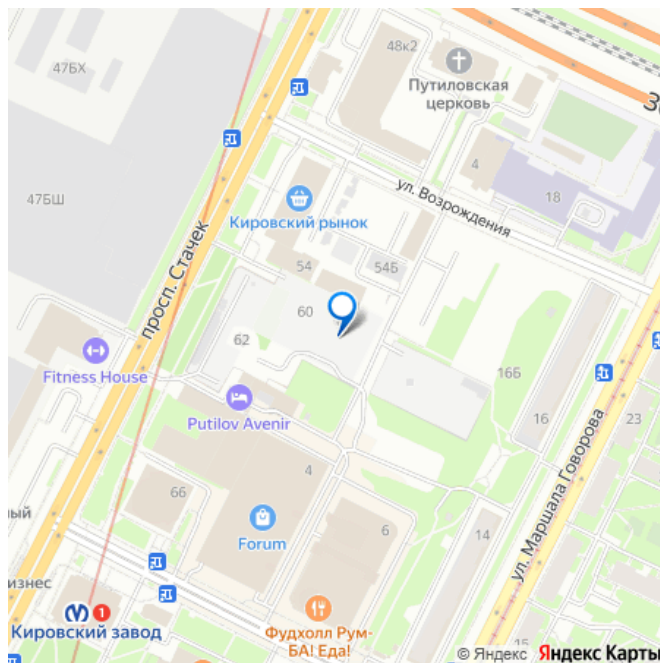 47БХ
48к2
Путиловская
церковь
4
18
ул. Возрождения
47БШ
Кировский рынок
просп. Стачек
54
54Б
60
62
Fitness House
Putilov Avenir
16Б
16
23
ул. Маршала Говорова
4
66
Forum
6
14
ный
изнес
1
Кировский завод
Фудхолл Рум-
БА! Еда!
15
© Яндекс Яндекс Карты